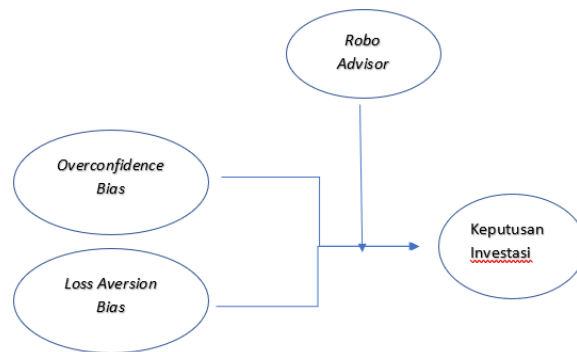 Robo
Advisor
Overconfidence
Bias
Keputusan
Investasi
Loss Aversion
Bias